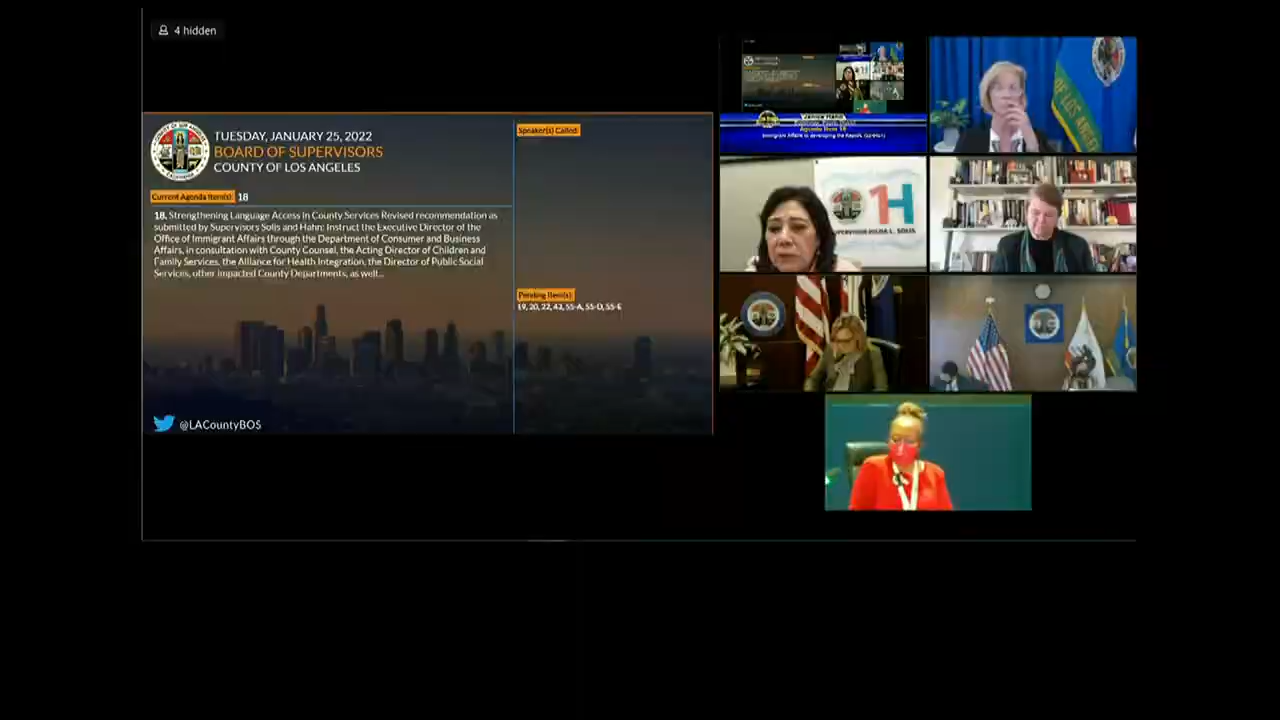 4 hidden
TUESDAY, JANUARY 25, 2022
BOARD OF SUPERVISORS
COUNTY OF LOS ANGELES
Current Agenda Item(s): 18
18. Strengthening Language Access in County Services Revised recommendation as
submitted by Supervisors Solis and Hahn: Instruct the Executive Director of the
Office of Immigrant Affairs through the Department of Consumer and Business
Affairs, in consultation with County Counsel, the Acting Director of Children and
Family Services, the Alliance for Health Integration, the Director of Public Social
Services, other impacted County Departments, as well...
Speaker(s) Called:
Pending Item(s):
19, 20, 22, 43, 55-A, 55-D, 55-E
@LACountyBOS
Agenda Item 18
1H
SUPERVISOR HILDA L. SOLIS